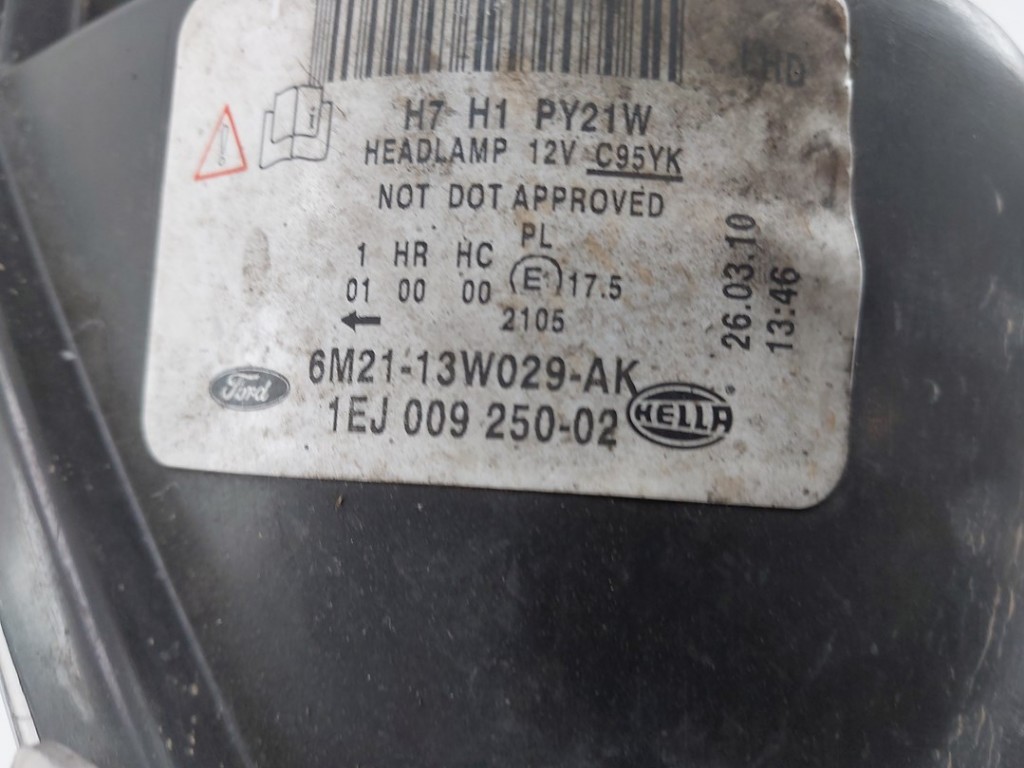 H7 H1 PY21W
HEADLAMP 12V C95YK
NOT DOT APPROVED
PL
1 HR HC
01 00 00 E1 17.5
2105
6M21-13W029-AK
Ford
1EJ 009 250-02 HELLA
26.03.10
13:46